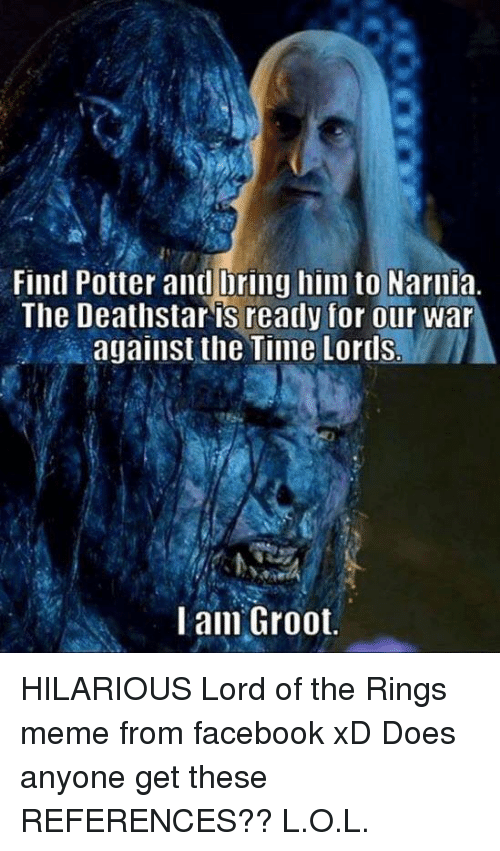 Find Potter and bring him to Narnia.
The Deathstar is ready for our war
against the Time Lords.
I am Groot.
HILARIOUS Lord of the Rings
meme from facebook xD Does
anyone get these
REFERENCES?? L.O.L.